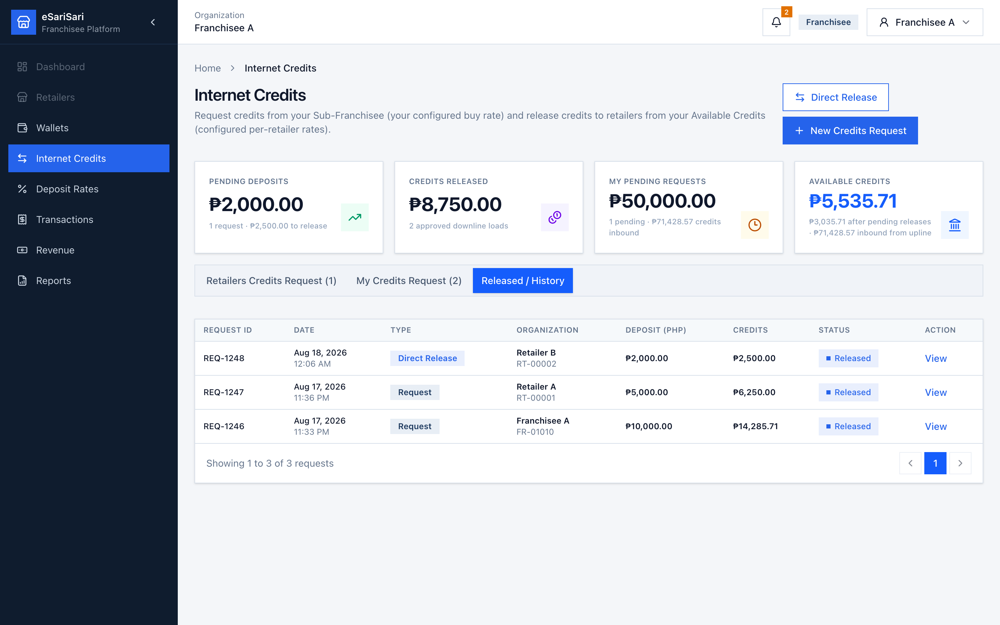 eSariSari
Franchisee Platform
Dashboard
Retailers
Wallets
Internet Credits
Deposit Rates
Transactions
Revenue
Reports
Organization
Franchisee A
2
Franchisee
Franchisee A
Home
Internet Credits
Internet Credits
Request credits from your Sub-Franchisee (your configured buy rate) and release credits to retailers from your Available Credits
(configured per-retailer rates).
Direct Release
New Credits Request
PENDING DEPOSITS
₱2,000.00
1 request · ₱2,500.00 to release
CREDITS RELEASED
₱8,750.00
2 approved downline loads
MY PENDING REQUESTS
₱50,000.00
1 pending · ₱71,428.57 credits
inbound
AVAILABLE CREDITS
₱5,535.71
₱3,035.71 after pending releases
· ₱71,428.57 inbound from upline
Retailers Credits Request (1)
My Credits Request (2)
Released / History
REQUEST ID DATE TYPE ORGANIZATION DEPOSIT (PHP) CREDITS STATUS ACTION
REQ-1248 Aug 18, 2026 Direct Release Retailer B ₱2,000.00 ₱2,500.00 Released View
12:06 AM RT-00002
REQ-1247 Aug 17, 2026 Request Retailer A ₱5,000.00 ₱6,250.00 Released View
11:36 PM RT-00001
REQ-1246 Aug 17, 2026 Request Franchisee A ₱10,000.00 ₱14,285.71 Released View
11:33 PM FR-01010
Showing 1 to 3 of 3 requests
1